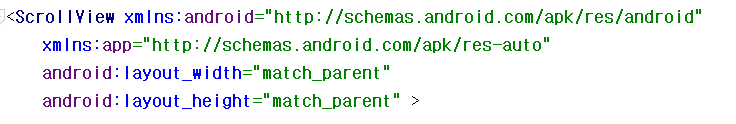 <ScrollView xmlns:android="http://schemas.android.com/apk/res/android"
xmlns:app="http://schemas.android.com/apk/res-auto"
android:layout_width="match_parent"
android:layout_height="match_parent" >